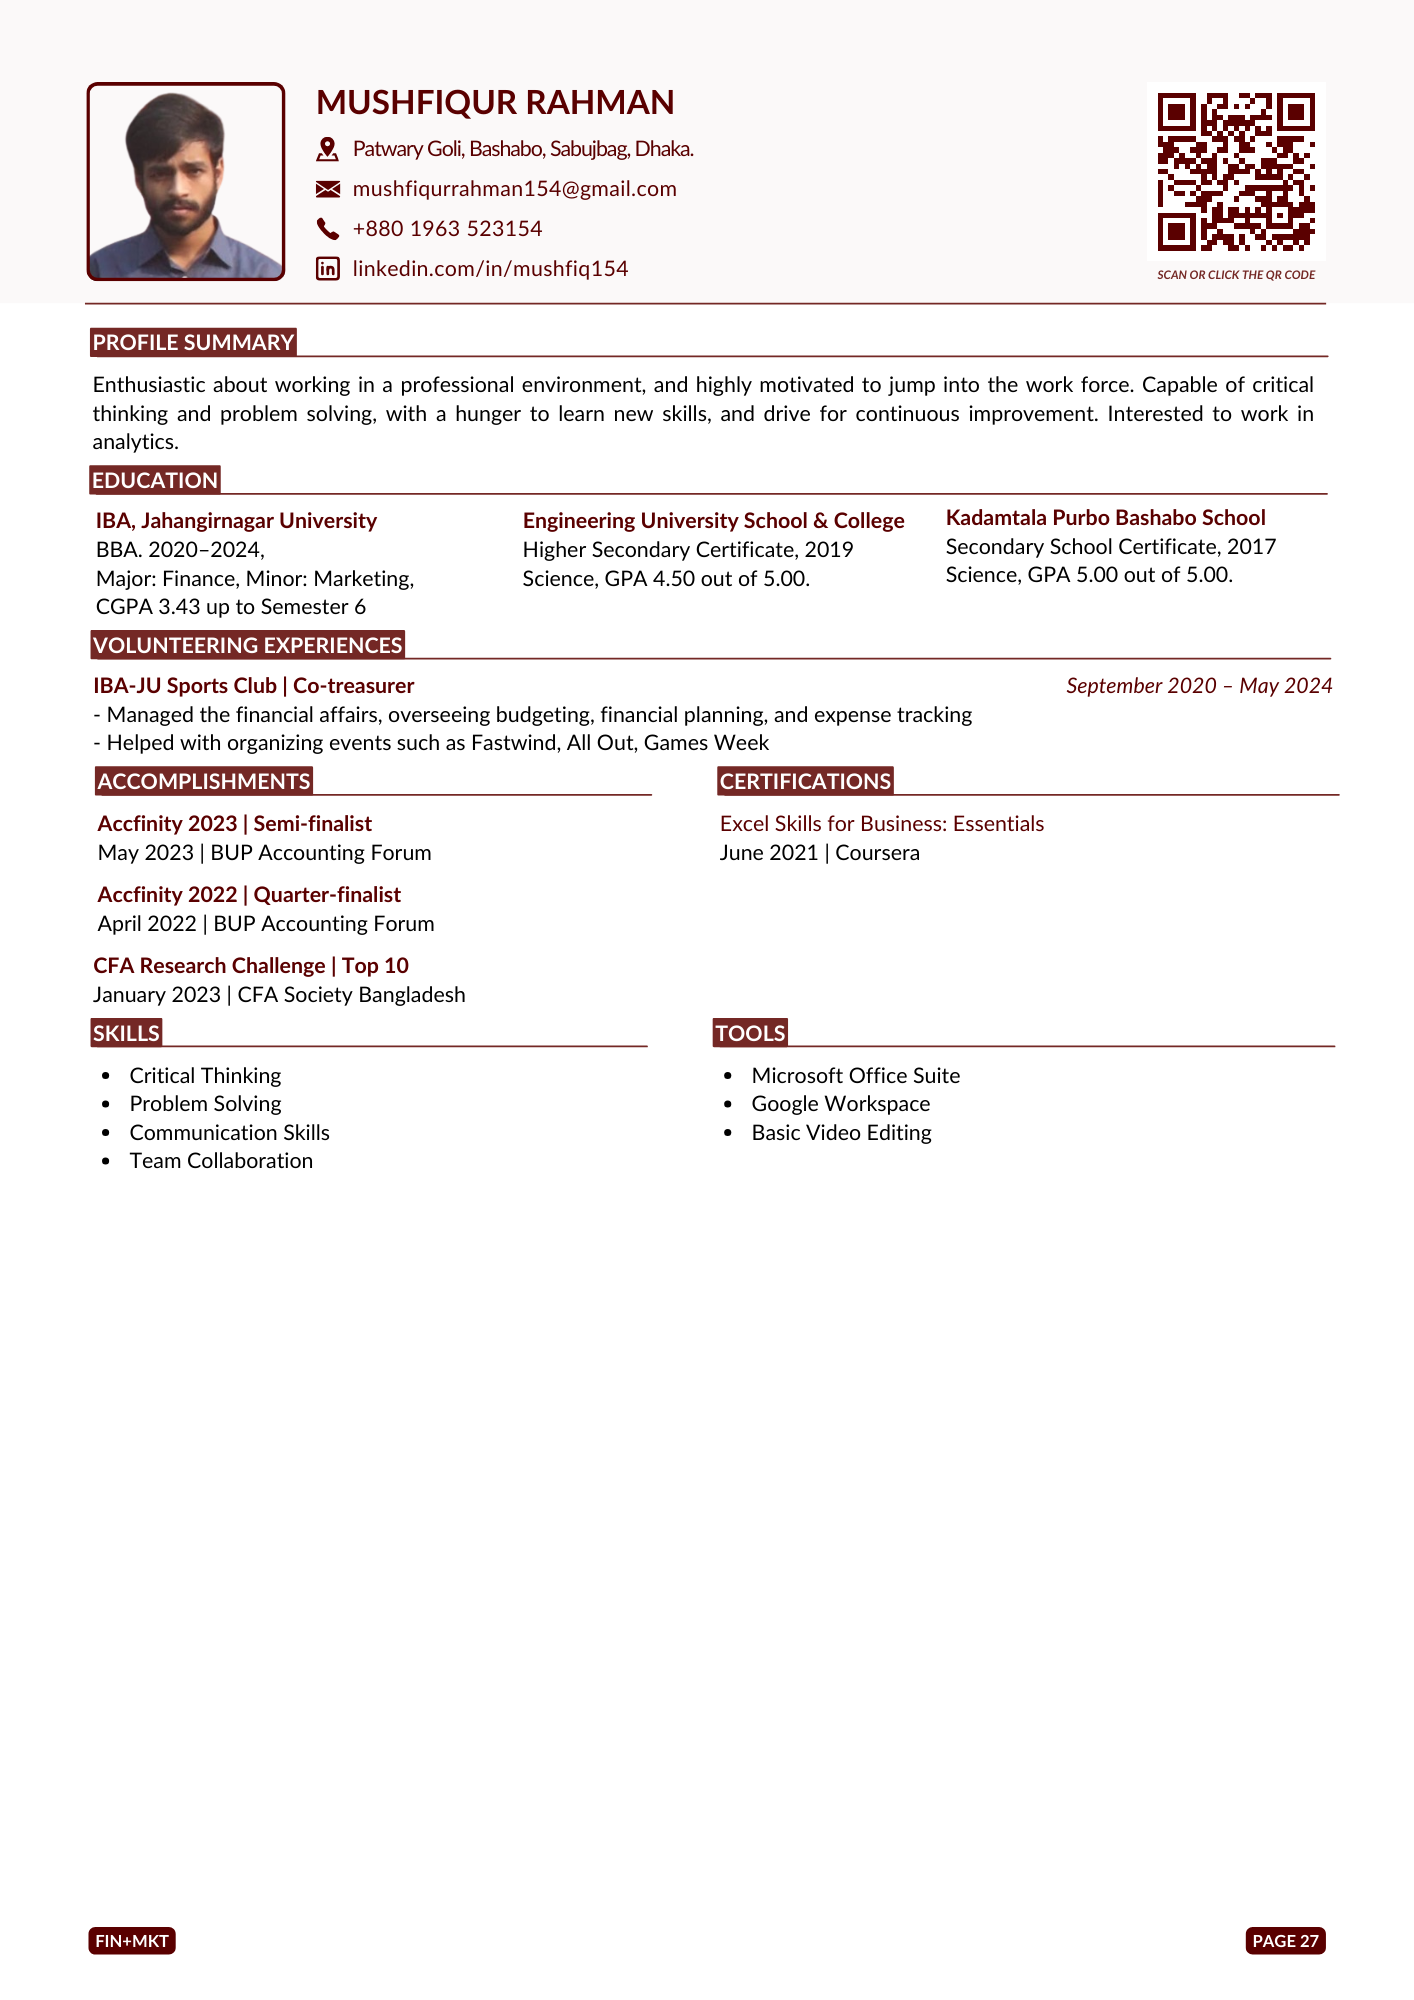 MUSHFIQUR RAHMAN
Patwary Goli, Bashabo, Sabujbag, Dhaka.
mushfiqurrahman154@gmail.com
+880 1963 523154
linkedin.com/in/mushfiq154
SCAN OR CLICK THE QR CODE
PROFILE SUMMARY
Enthusiastic about working in a professional environment, and highly motivated to jump into the work force. Capable of critical
thinking and problem solving, with a hunger to learn new skills, and drive for continuous improvement. Interested to work in
analytics.
EDUCATION
IBA, Jahangirnagar University
BBA. 2020–2024,
Major: Finance, Minor: Marketing,
CGPA 3.43 up to Semester 6
Engineering University School & College
Higher Secondary Certificate, 2019
Science, GPA 4.50 out of 5.00.
Kadamtala Purbo Bashabo School
Secondary School Certificate, 2017
Science, GPA 5.00 out of 5.00.
VOLUNTEERING EXPERIENCES
IBA-JU Sports Club | Co-treasurer September 2020 – May 2024
- Managed the financial affairs, overseeing budgeting, financial planning, and expense tracking
- Helped with organizing events such as Fastwind, All Out, Games Week
ACCOMPLISHMENTS
Accfinity 2023 | Semi-finalist
May 2023 | BUP Accounting Forum
Accfinity 2022 | Quarter-finalist
April 2022 | BUP Accounting Forum
CFA Research Challenge | Top 10
January 2023 | CFA Society Bangladesh
CERTIFICATIONS
Excel Skills for Business: Essentials
June 2021 | Coursera
SKILLS
• Critical Thinking
• Problem Solving
• Communication Skills
• Team Collaboration
TOOLS
• Microsoft Office Suite
• Google Workspace
• Basic Video Editing
FIN+MKT
PAGE 27